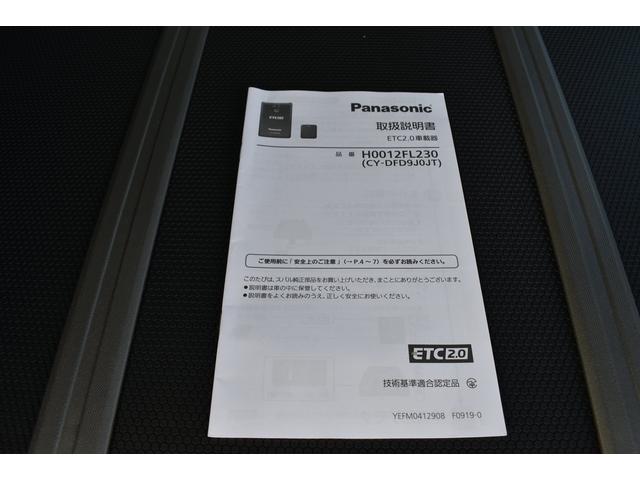 Panasonic
取扱説明書
ETC2.0車載器
品番 H0012FL230
(CY-DFD9J0JT)
ご使用前に「安全上のご注意」(→P.4～7)を必ずお読みください。
このたびは、スバル純正部品をお買い上げいただき、まことにありがとうございます。
●説明書は車の中に保管してください。
●説明書をよくお読みのうえ、正しく安全にお使いください。
ETC2.0
技術基準適合認定品
YEFM0412908 F0919-0